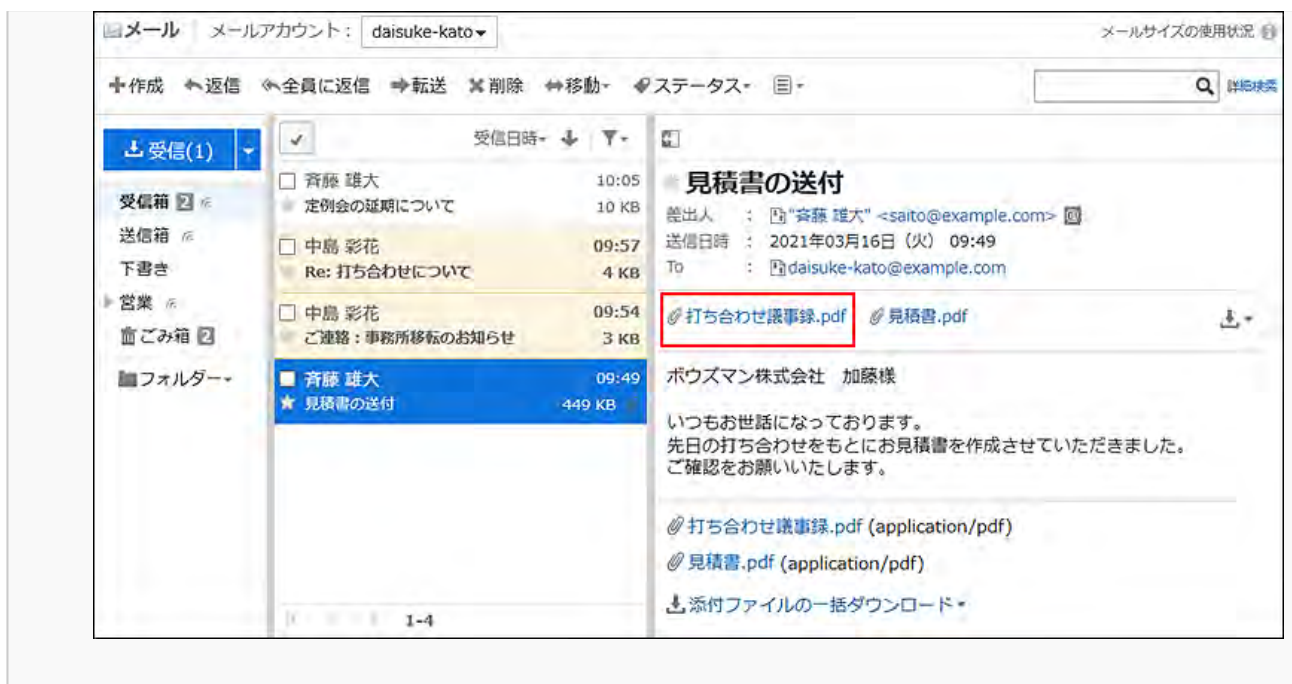 メール メールアカウント： daisuke-kato メールサイズの使用状況
作成 返信 全員に返信 転送 削除 移動 ステータス 詳細検索
受信(1)
受信箱 2
送信箱
下書き
営業
ごみ箱 2
フォルダー
受信日時
斉藤 雄大 10:05
定例会の延期について 10 KB
中島 彩花 09:57
Re: 打ち合わせについて 4 KB
中島 彩花 09:54
ご連絡：事務所移転のお知らせ 3 KB
斉藤 雄大 09:49
見積書の送付 449 KB
1-4
見積書の送付
差出人 ： "斉藤 雄大" <saito@example.com>
送信日時 ： 2021年03月16日（火） 09:49
To ： daisuke-kato@example.com
打ち合わせ議事録.pdf 見積書.pdf
ボウズマン株式会社 加藤様
いつもお世話になっております。
先日の打ち合わせをもとにお見積書を作成させていただきました。
ご確認をお願いいたします。
打ち合わせ議事録.pdf (application/pdf)
見積書.pdf (application/pdf)
添付ファイルの一括ダウンロード